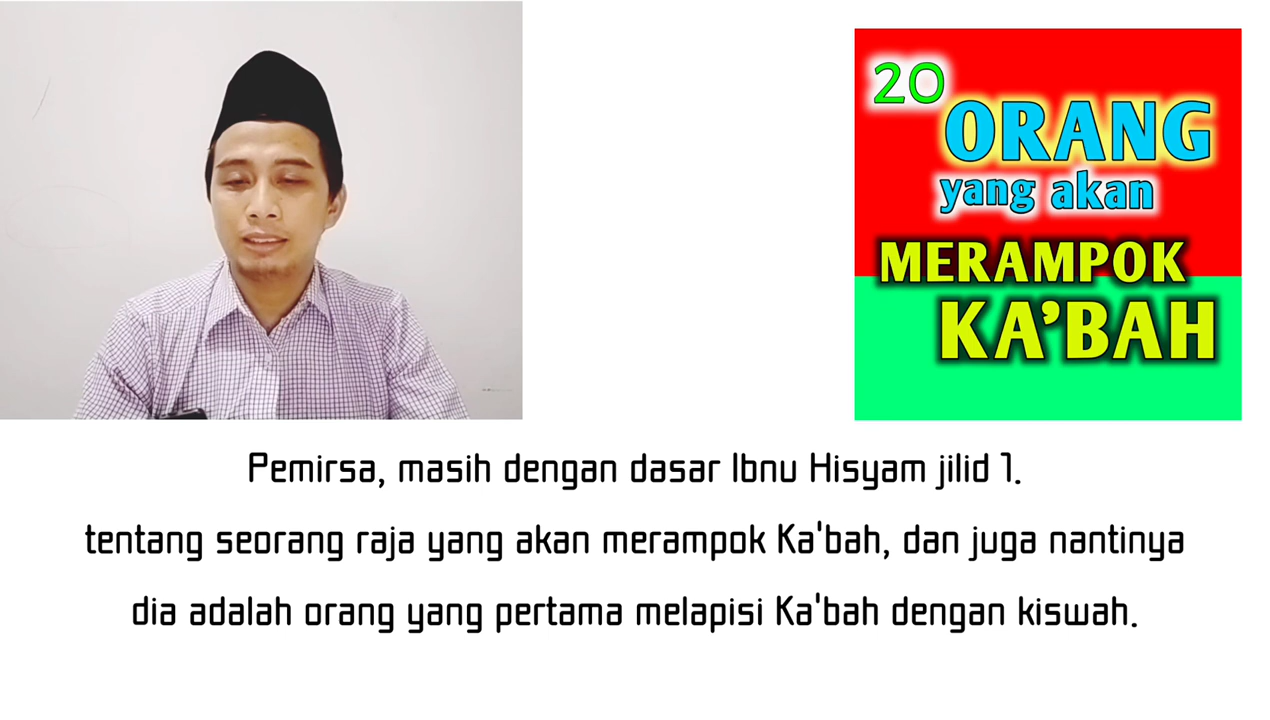 20
ORANG
yang akan
MERAMPOK
KA'BAH
Pemirsa, masih dengan dasar Ibnu Hisyam jilid 1.
tentang seorang raja yang akan merampok Ka'bah, dan juga nantinya
dia adalah orang yang pertama melapisi Ka'bah dengan kiswah.